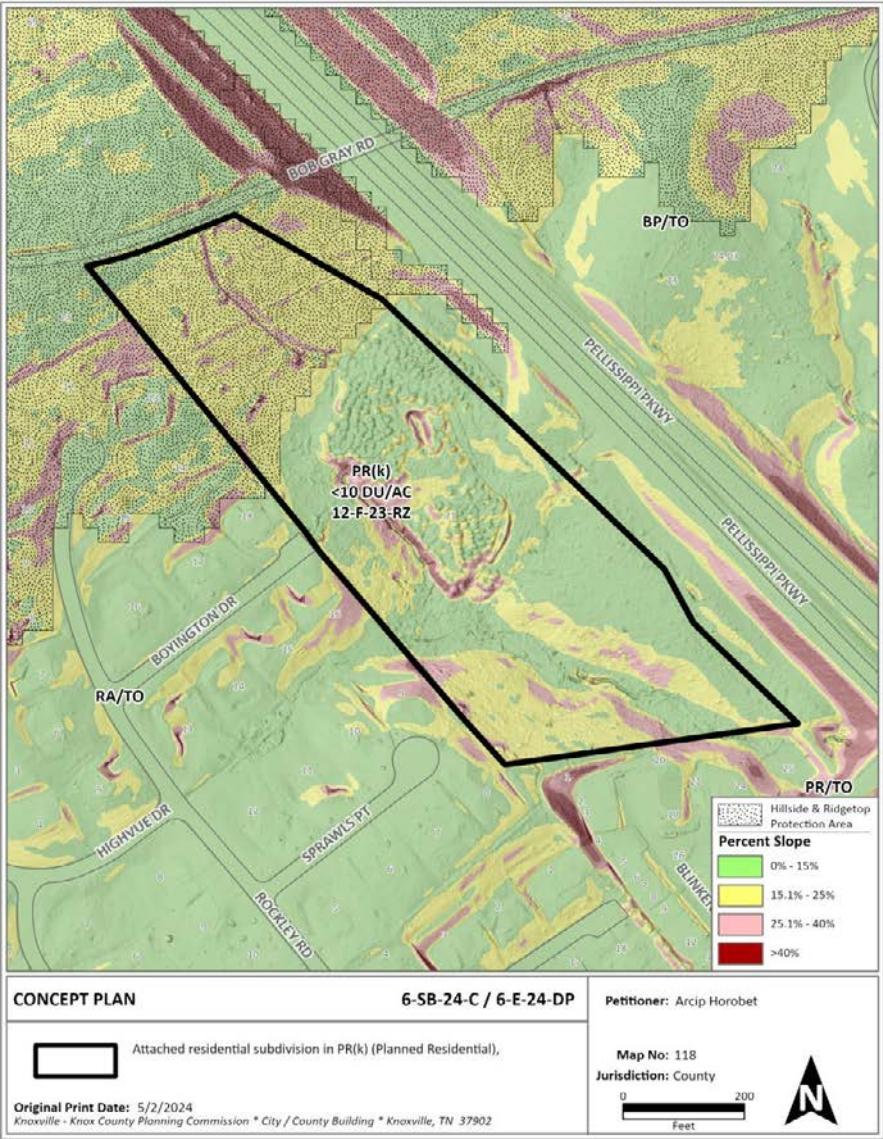 BOB GRAY RD
BP/TO
PELLISSIPPI PKWY
PR(k)
<10 DU/AC
12-F-23-RZ
PELLISSIPPI PKWY
BOYINGTON DR
RA/TO
PR/TO
HIGHVUE DR
SPRAWLS PT
ROCKLEY RD
Hillside & Ridgetop
Protection Area
Percent Slope
0% - 15%
15.1% - 25%
25.1% - 40%
>40%
CONCEPT PLAN
6-SB-24-C / 6-E-24-DP
Petitioner: Arcip Horobet
Attached residential subdivision in PR(k) (Planned Residential),
Map No: 118
Jurisdiction: County
Original Print Date: 5/2/2024
Knoxville - Knox County Planning Commission * City / County Building * Knoxville, TN 37902
0 200
Feet
N